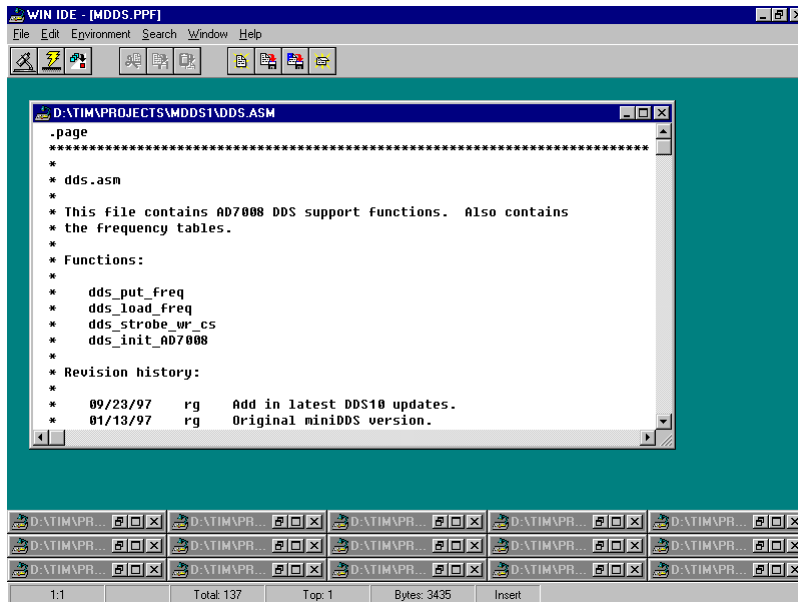 WIN IDE - [MDDS.PPF]
File Edit Environment Search Window Help
D:\TIM\PROJECTS\MDDS1\DDS.ASM
.page
***************************************************************************
*
* dds.asm
*
* This file contains AD7008 DDS support functions.  Also contains
* the frequency tables.
*
* Functions:
*
*    dds_put_freq
*    dds_load_freq
*    dds_strobe_wr_cs
*    dds_init_AD7008
*
* Revision history:
*
*    09/23/97    rg    Add in latest DDS10 updates.
*    01/13/97    rg    Original miniDDS version.
D:\TIM\PR... D:\TIM\PR... D:\TIM\PR... D:\TIM\PR... D:\TIM\PR...
D:\TIM\PR... D:\TIM\PR... D:\TIM\PR... D:\TIM\PR... D:\TIM\PR...
D:\TIM\PR... D:\TIM\PR... D:\TIM\PR... D:\TIM\PR... D:\TIM\PR...
1:1 Total: 137 Top: 1 Bytes: 3435 Insert